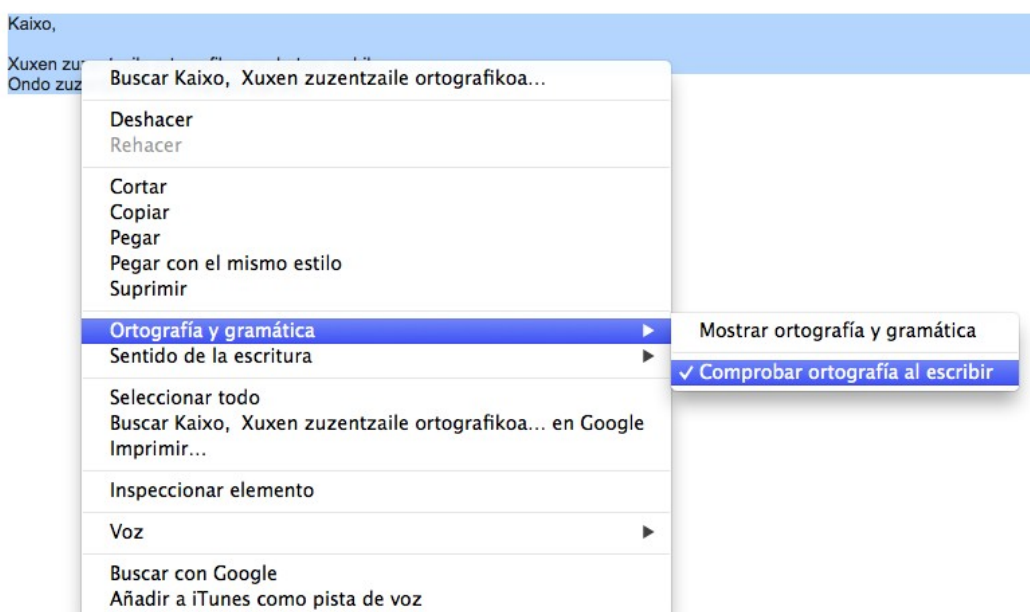 Kaixo,
Xuxen
Ondo
Buscar Kaixo, Xuxen zuzentzaile ortografikoa…
Deshacer
Rehacer
Cortar
Copiar
Pegar
Pegar con el mismo estilo
Suprimir
Ortografía y gramática
Mostrar ortografía y gramática
Sentido de la escritura
✓ Comprobar ortografía al escribir
Seleccionar todo
Buscar Kaixo, Xuxen zuzentzaile ortografikoa… en Google
Imprimir…
Inspeccionar elemento
Voz
Buscar con Google
Añadir a iTunes como pista de voz